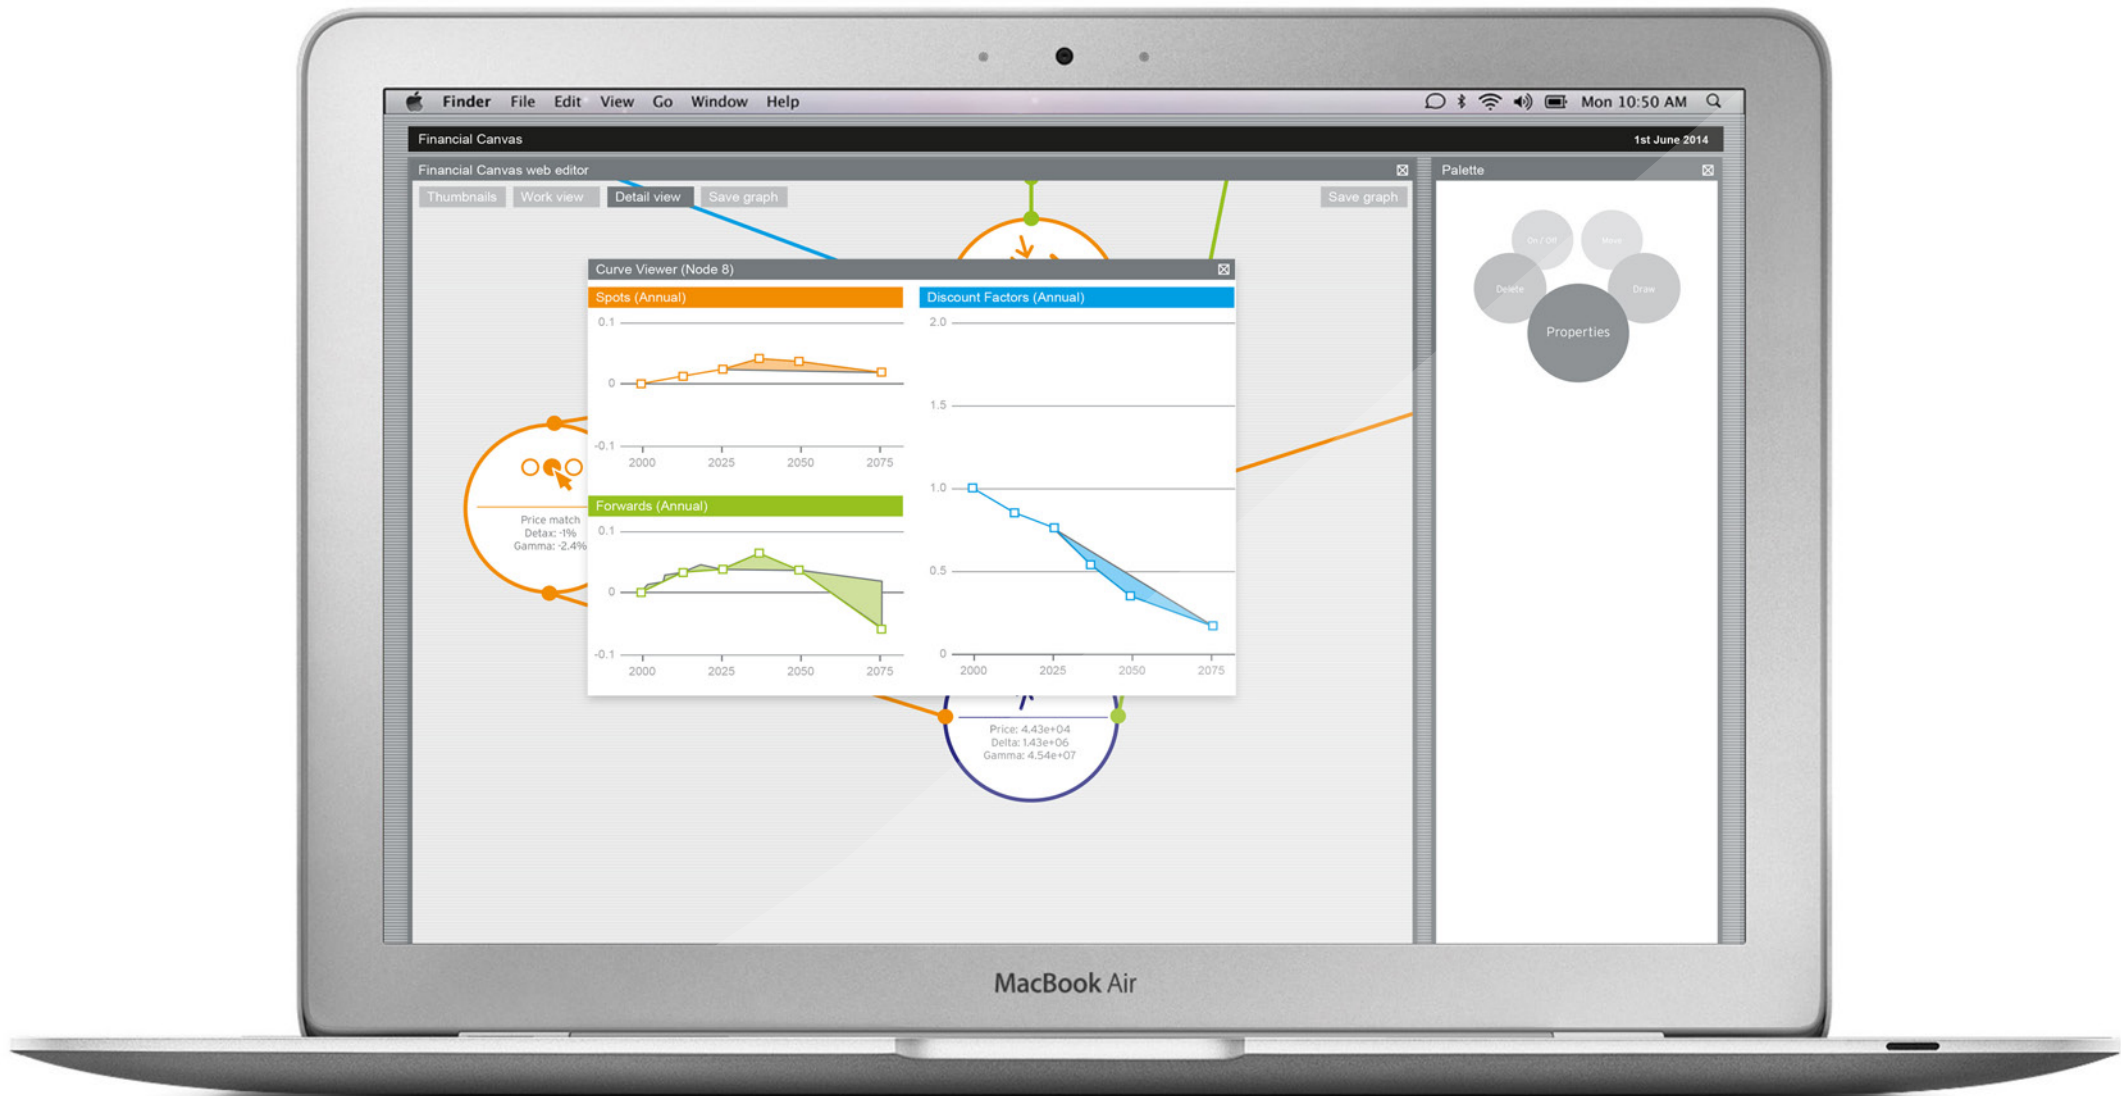 Finder File Edit View Go Window Help Mon 10:50 AM
Financial Canvas 1st June 2014
Financial Canvas web editor
Palette
Thumbnails Work view Detail view Save graph Save graph
On / Off Move
Delete Draw
Properties
Curve Viewer (Node 8)
Spots (Annual)
0.1
0
-0.1
2000 2025 2050 2075
Forwards (Annual)
0.1
0
-0.1
2000 2025 2050 2075
Discount Factors (Annual)
2.0
1.5
1.0
0.5
0
2000 2025 2050 2075
Price match
Detax: -1%
Gamma: -2.4%
Price: 4.43e+04
Delta: 1.43e+06
Gamma: 4.54e+07
MacBook Air